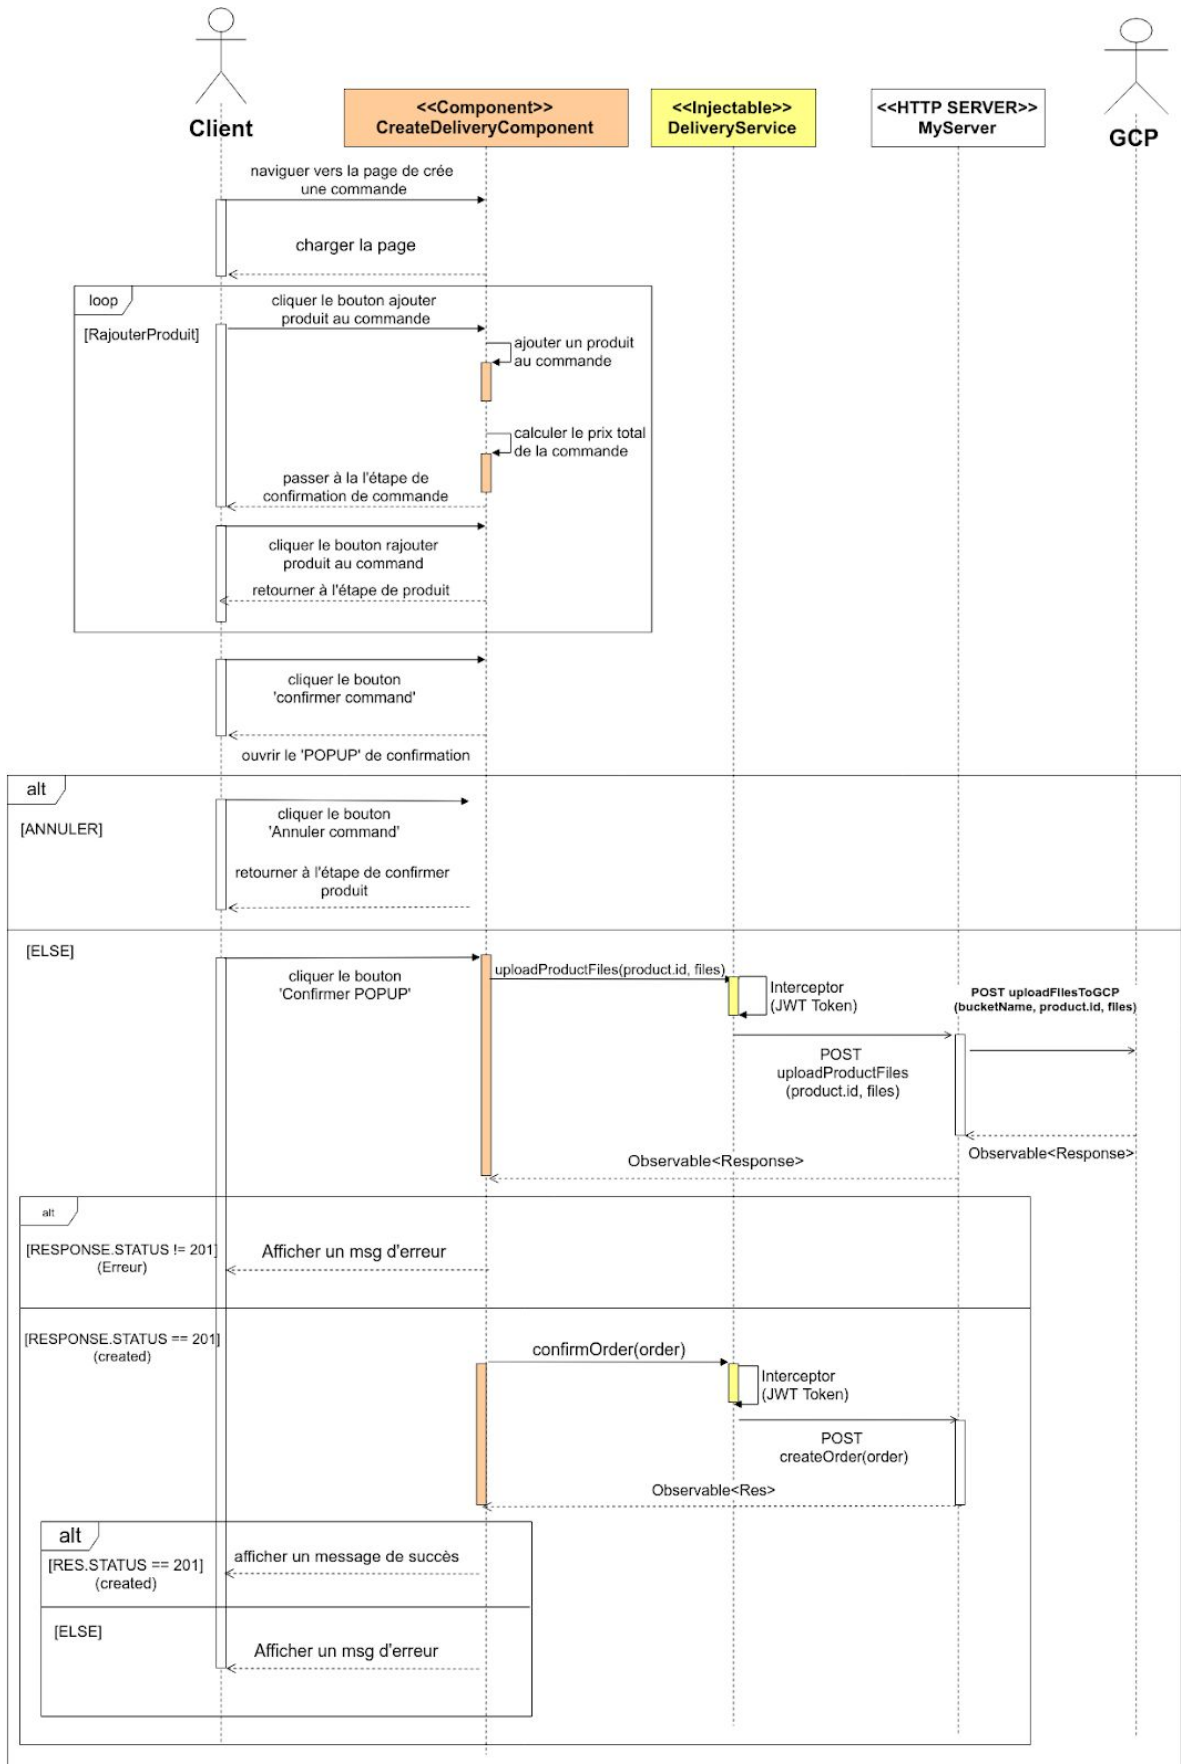 Client
<<Component>>
CreateDeliveryComponent
<<Injectable>>
DeliveryService
<<HTTP SERVER>>
MyServer
GCP
naviguer vers la page de crée
une commande
charger la page
loop
[RajouterProduit]
cliquer le bouton ajouter
produit au commande
ajouter un produit
au commande
calculer le prix total
de la commande
passer à la l'étape de
confirmation de commande
cliquer le bouton rajouter
produit au command
retourner à l'étape de produit
cliquer le bouton
'confirmer command'
ouvrir le 'POPUP' de confirmation
alt
[ANNULER]
cliquer le bouton
'Annuler command'
retourner à l'étape de confirmer
produit
[ELSE]
cliquer le bouton
'Confirmer POPUP'
uploadProductFiles(product.id, files)
Interceptor
(JWT Token)
POST uploadFilesToGCP
(bucketName, product.id, files)
POST
uploadProductFiles
(product.id, files)
Observable<Response>
Observable<Response>
alt
[RESPONSE.STATUS != 201]
(Erreur)
Afficher un msg d'erreur
[RESPONSE.STATUS == 201]
(created)
confirmOrder(order)
Interceptor
(JWT Token)
POST
createOrder(order)
Observable<Res>
alt
[RES.STATUS == 201]
(created)
afficher un message de succès
[ELSE]
Afficher un msg d'erreur